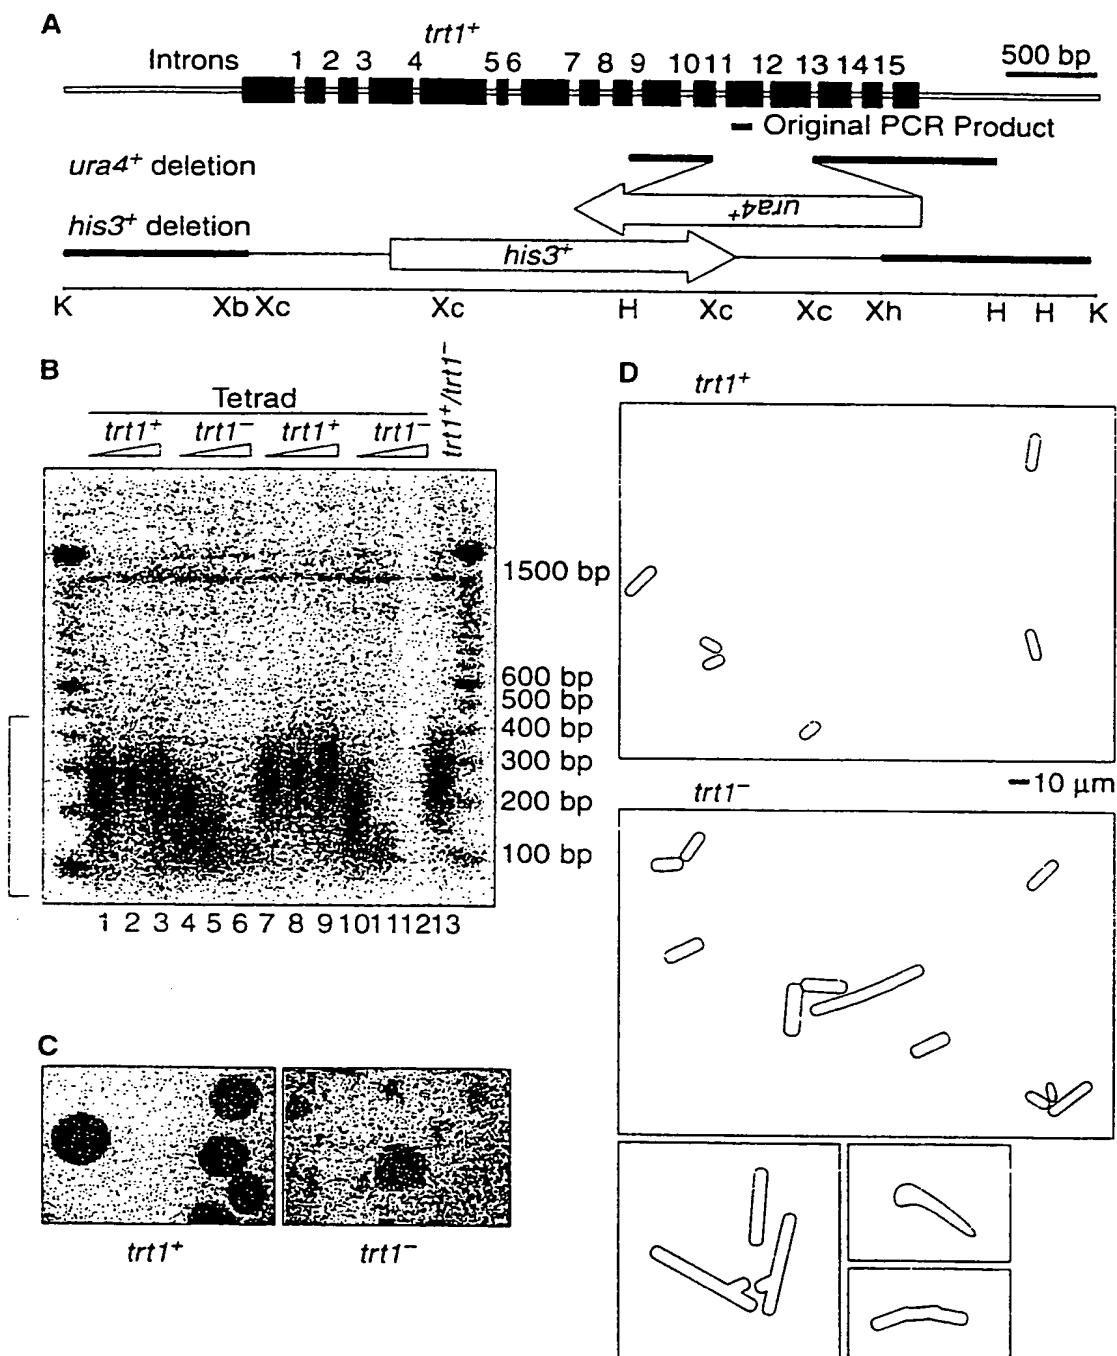 A
trt1+
Introns 1 2 3 4 5 6 7 8 9 10 11 12 13 14 15 500 bp
Original PCR Product
ura4+ deletion
ura4+
his3+ deletion
his3+
K Xb Xc Xc H Xc Xc Xh H H K
B
Tetrad
trt1+ trt1− trt1+ trt1− trt1+/trt1−
1500 bp
600 bp
500 bp
400 bp
300 bp
200 bp
100 bp
1 2 3 4 5 6 7 8 9 10 11 12 13
C
trt1+ trt1−
D
trt1+
10 μm
trt1−